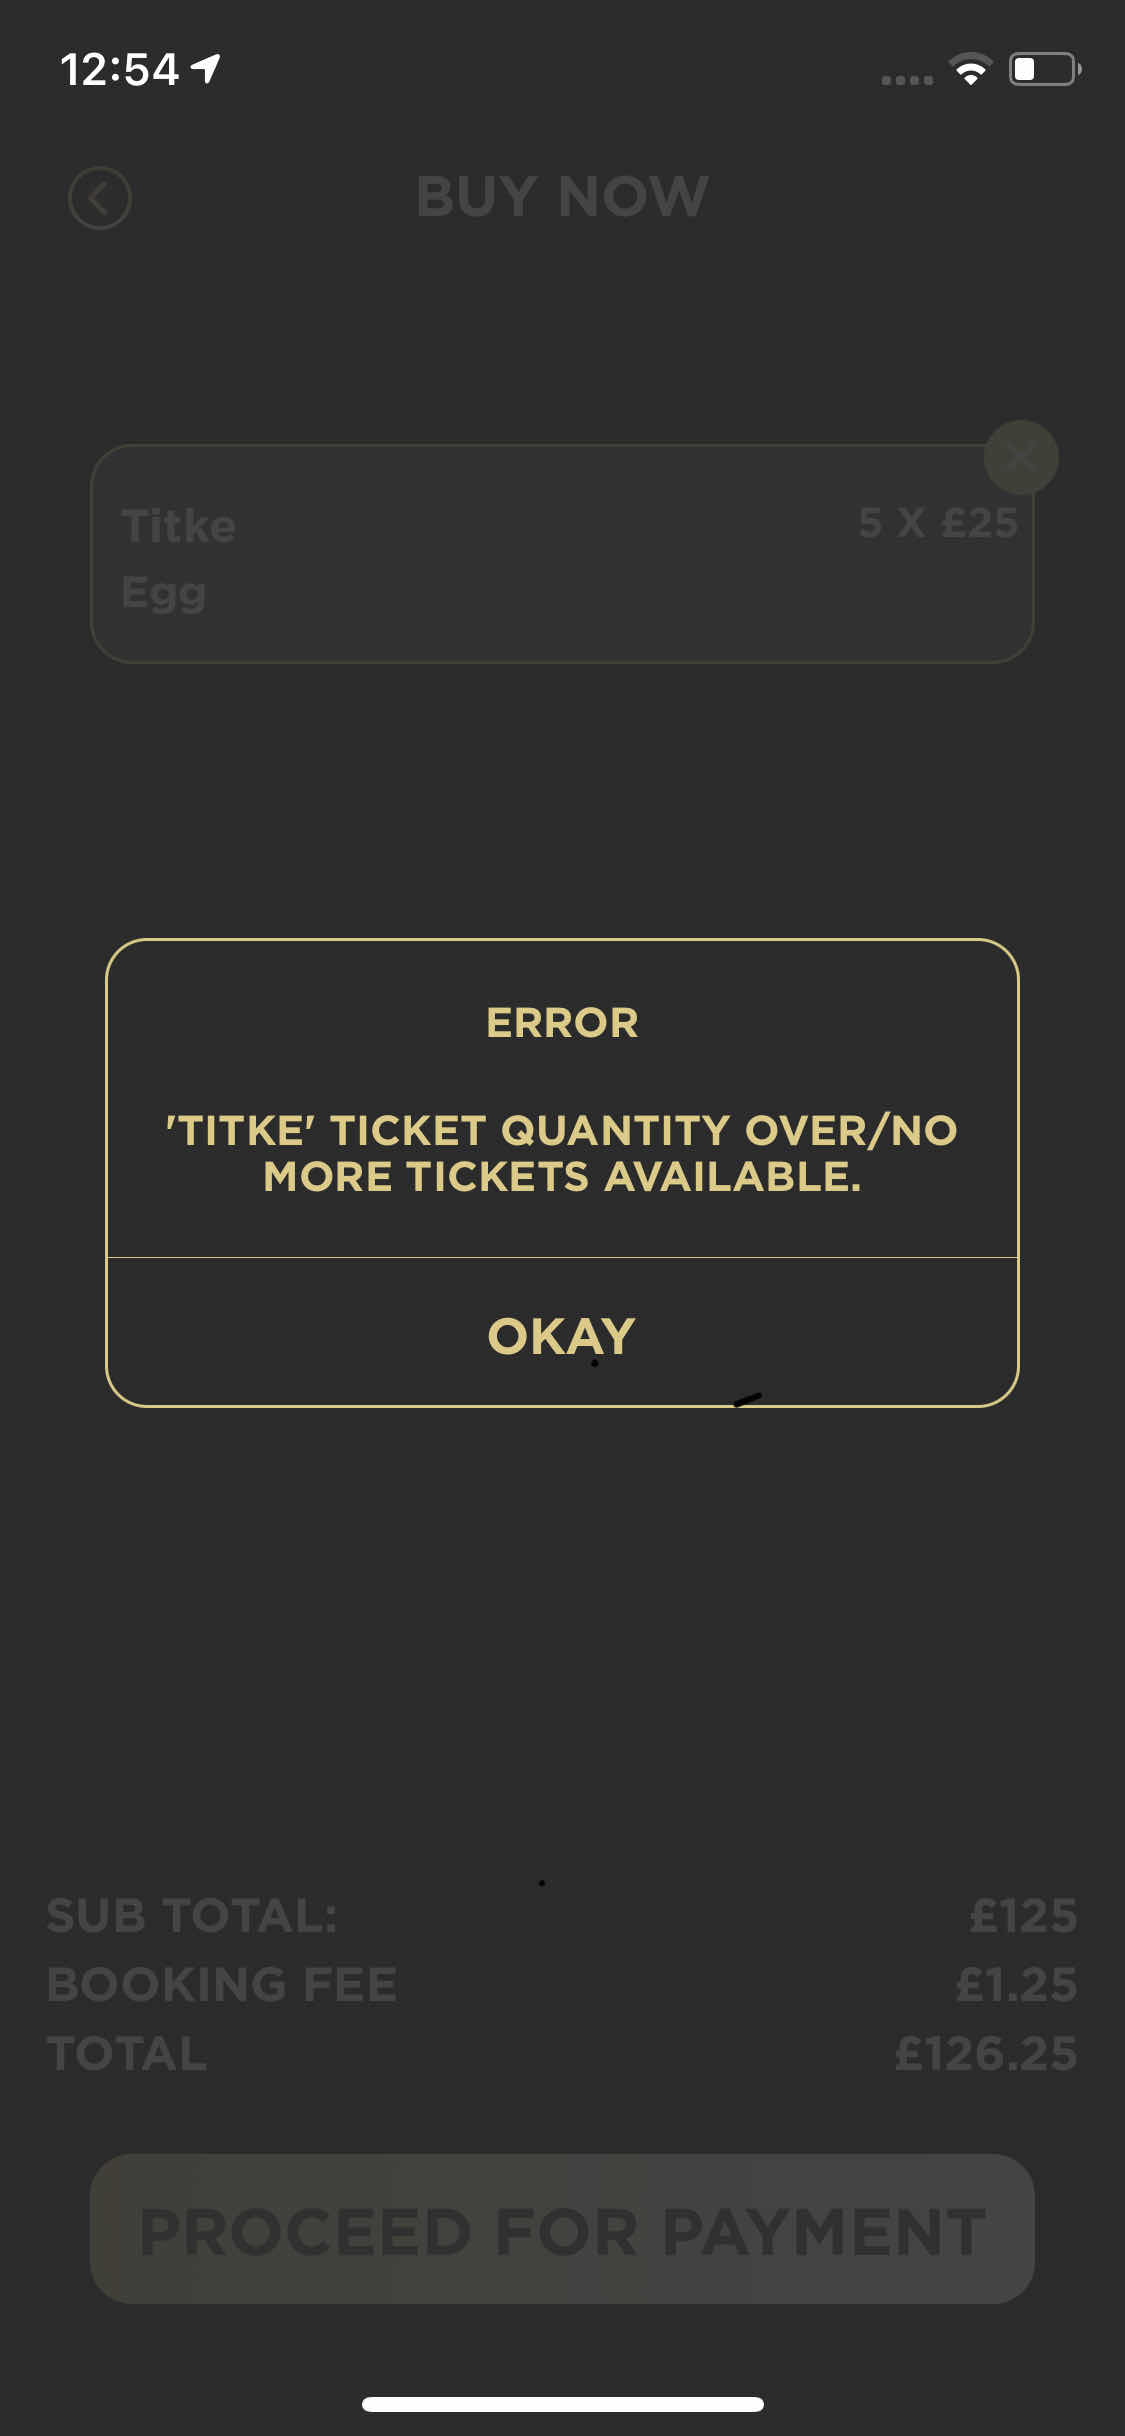 12:54
BUY NOW
Titke 5 X £25
Egg
ERROR
'TITKE' TICKET QUANTITY OVER/NO
MORE TICKETS AVAILABLE.
OKAY
SUB TOTAL: £125
BOOKING FEE £1.25
TOTAL £126.25
PROCEED FOR PAYMENT